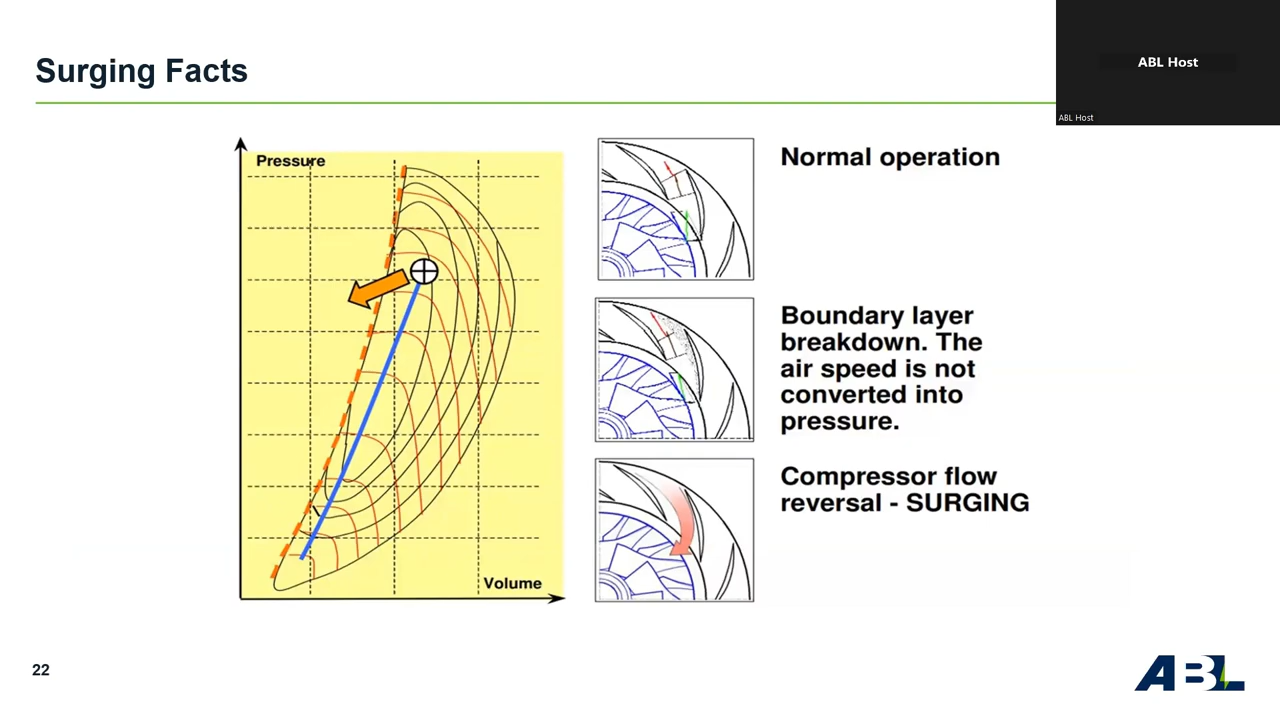 Surging Facts
ABL Host
ABL Host
Pressure
Volume
Normal operation
Boundary layer
breakdown. The
air speed is not
converted into
pressure.
Compressor flow
reversal - SURGING
22
ABL